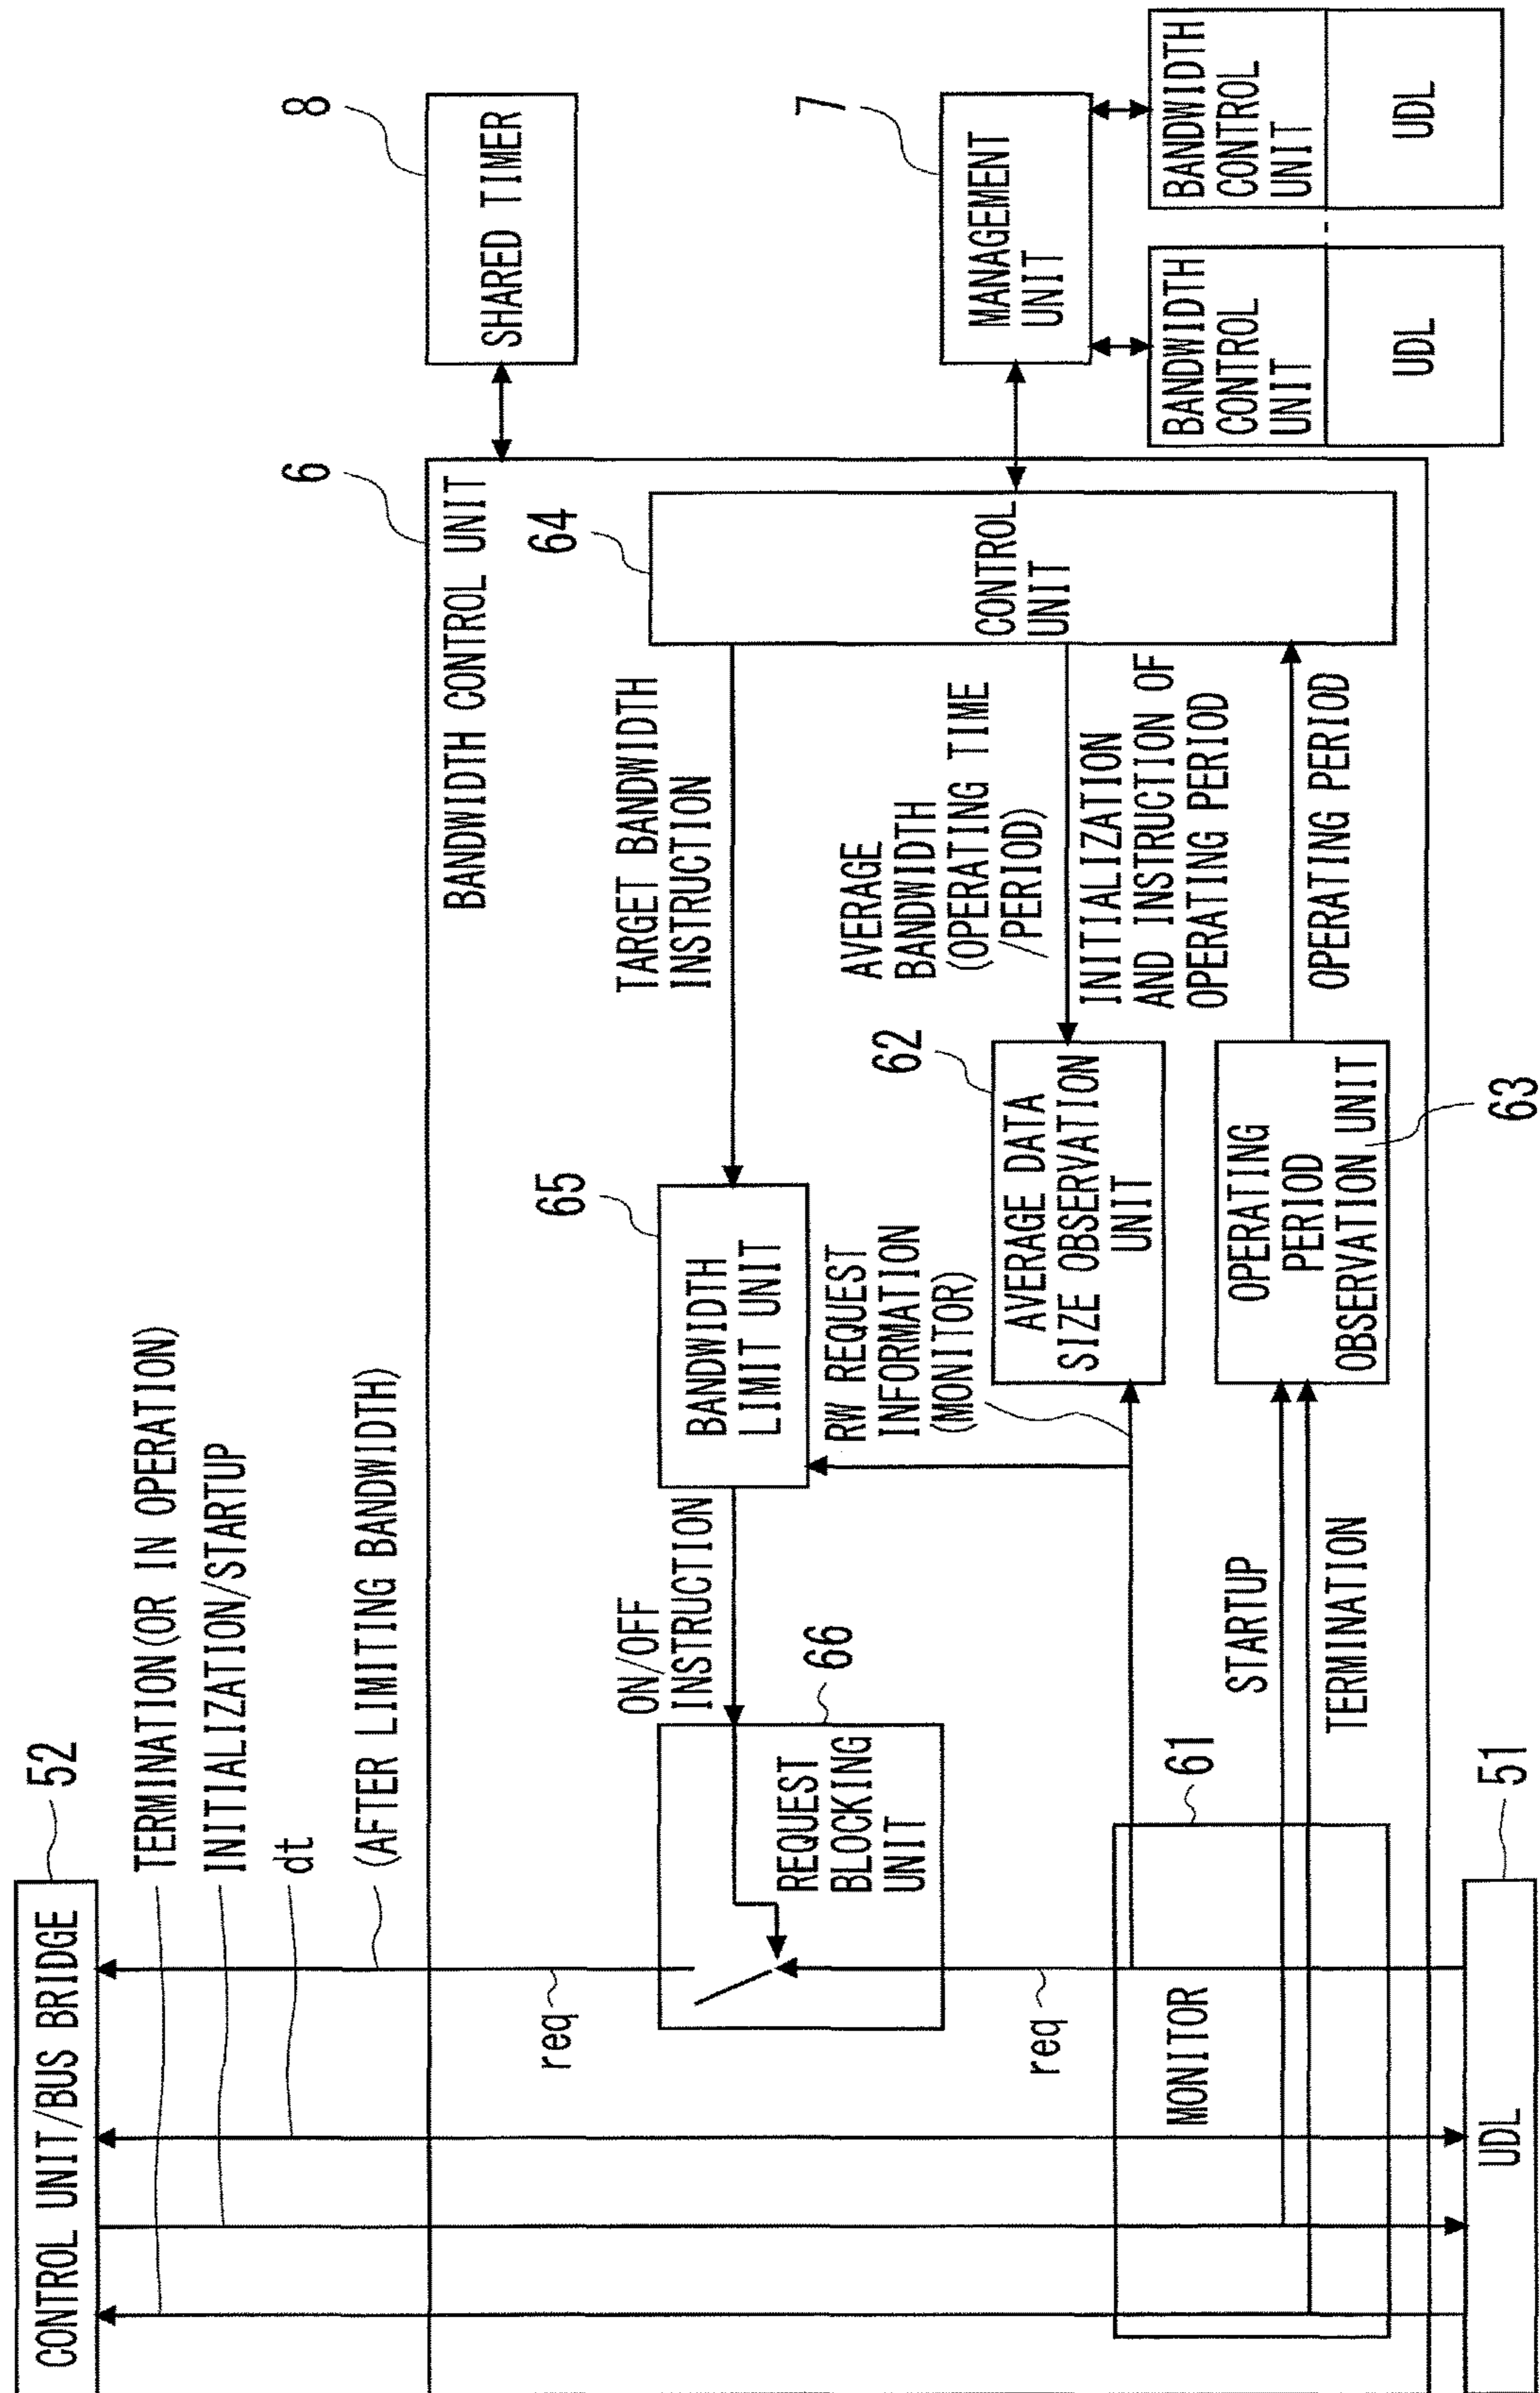 52
CONTROL UNIT/BUS BRIDGE
TERMINATION(OR IN OPERATION)
INITIALIZATION/STARTUP
dt
(AFTER LIMITING BANDWIDTH)
6
BANDWIDTH CONTROL UNIT
8
SHARED TIMER
req
66
REQUEST
BLOCKING
UNIT
ON/OFF
INSTRUCTION
65
BANDWIDTH
LIMIT UNIT
TARGET BANDWIDTH
INSTRUCTION
64
CONTROL
UNIT
7
MANAGEMENT
UNIT
req
RW REQUEST
INFORMATION
(MONITOR)
62
AVERAGE DATA
SIZE OBSERVATION
UNIT
AVERAGE
BANDWIDTH
(OPERATING TIME
/PERIOD)
INITIALIZATION
AND INSTRUCTION OF
OPERATING PERIOD
61
MONITOR
STARTUP
TERMINATION
OPERATING
PERIOD
OBSERVATION UNIT
63
OPERATING PERIOD
BANDWIDTH
CONTROL
UNIT
UDL
BANDWIDTH
CONTROL
UNIT
UDL
51
UDL